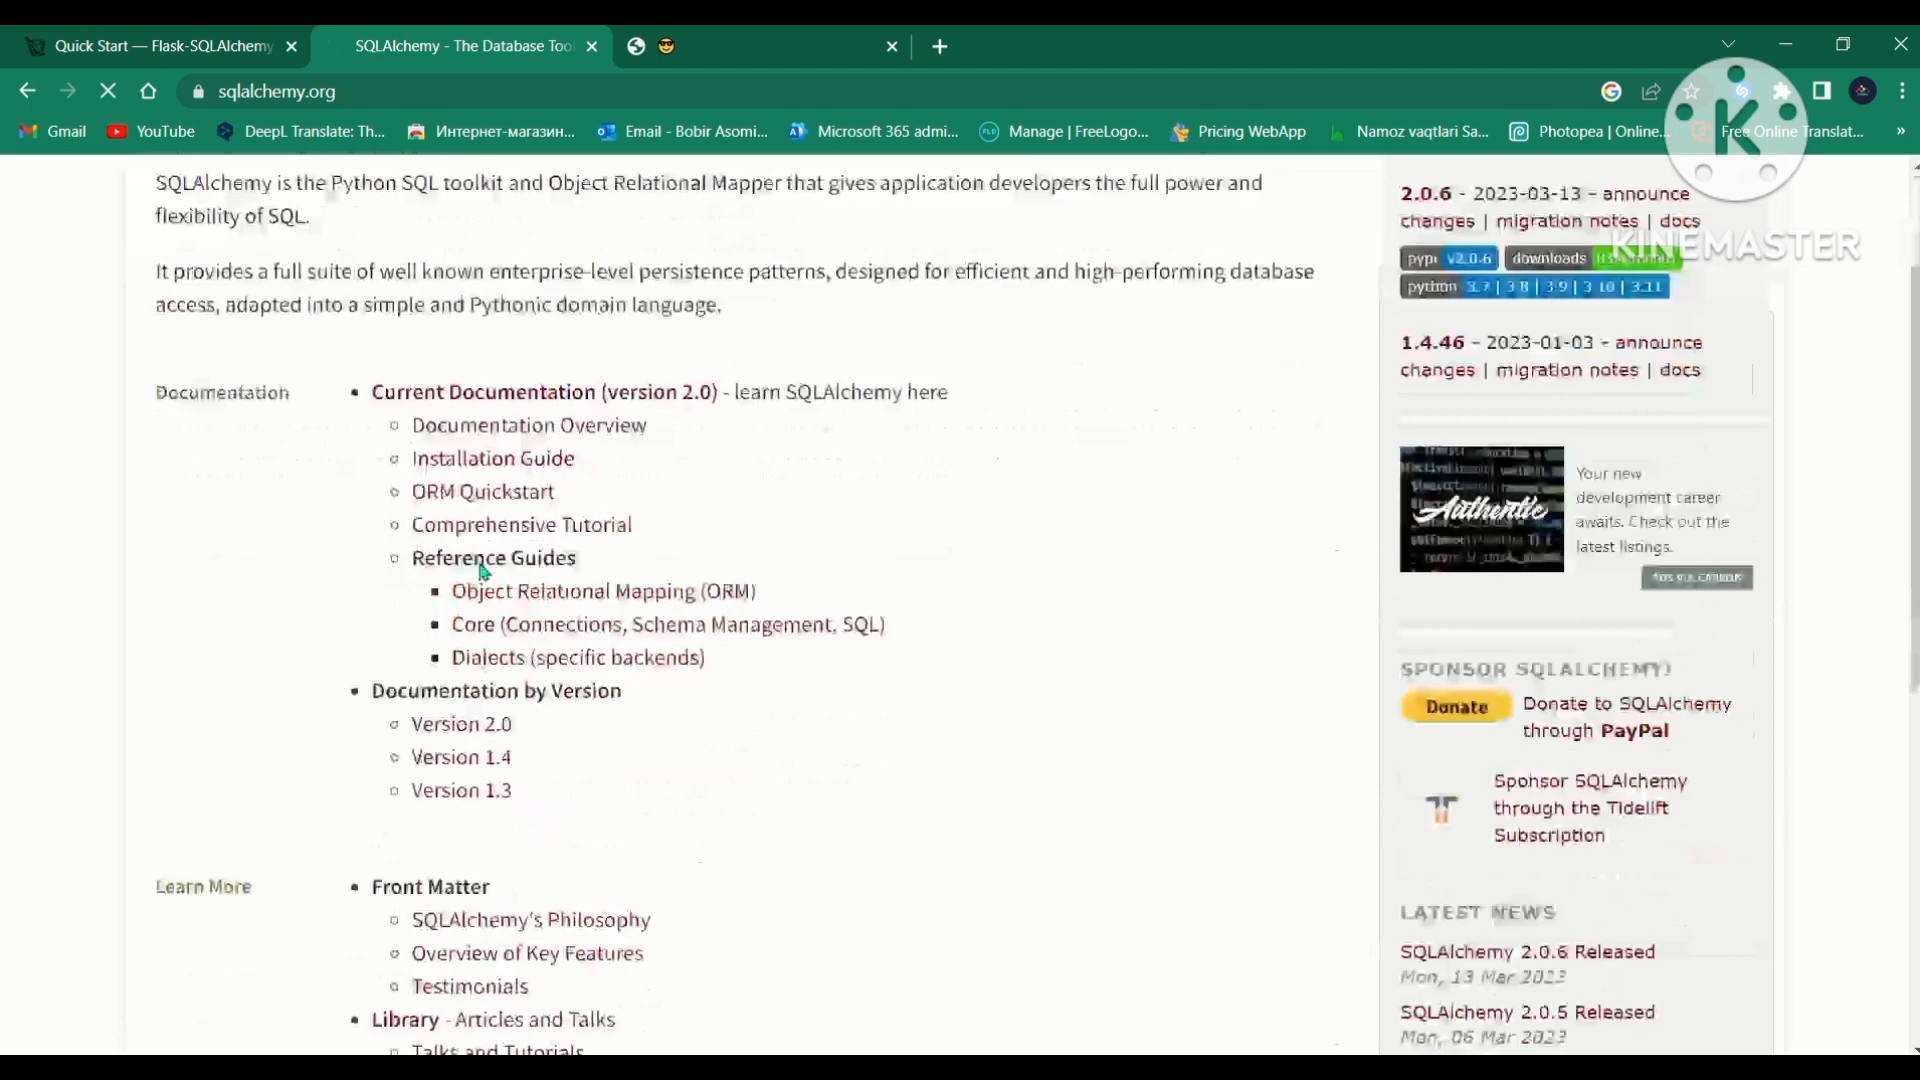 Quick Start — Flask-SQLAlchemy
SQLAlchemy - The Database Tool
sqlalchemy.org
Gmail
YouTube
DeepL Translate: Th...
Интернет-магазин...
Email - Bobir Asomi...
Microsoft 365 admi...
Manage | FreeLogo...
Pricing WebApp
Namoz vaqtlari Sa...
Photopea | Online...
Free Online Translat...
»
K
KINEMASTER
SQLAlchemy is the Python SQL toolkit and Object Relational Mapper that gives application developers the full power and
flexibility of SQL.
It provides a full suite of well known enterprise-level persistence patterns, designed for efficient and high-performing database
access, adapted into a simple and Pythonic domain language.
Documentation
Current Documentation (version 2.0) - learn SQLAlchemy here
Documentation Overview
Installation Guide
ORM Quickstart
Comprehensive Tutorial
Reference Guides
Object Relational Mapping (ORM)
Core (Connections, Schema Management, SQL)
Dialects (specific backends)
Documentation by Version
Version 2.0
Version 1.4
Version 1.3
Learn More
Front Matter
SQLAlchemy's Philosophy
Overview of Key Features
Testimonials
Library - Articles and Talks
Talks and Tutorials
2.0.6 - 2023-03-13 - announce
changes | migration notes | docs
pypi v2.0.6 downloads
python 3.7 | 3.8 | 3.9 | 3.10 | 3.11
1.4.46 - 2023-01-03 - announce
changes | migration notes | docs
Authentic
Your new
development career
awaits. Check out the
latest listings.
ADS VIA CARBON
SPONSOR SQLALCHEMY!
Donate
Donate to SQLAlchemy
through PayPal
Sponsor SQLAlchemy
through the Tidelift
Subscription
LATEST NEWS
SQLAlchemy 2.0.6 Released
Mon, 13 Mar 2023
SQLAlchemy 2.0.5 Released
Mon, 06 Mar 2023